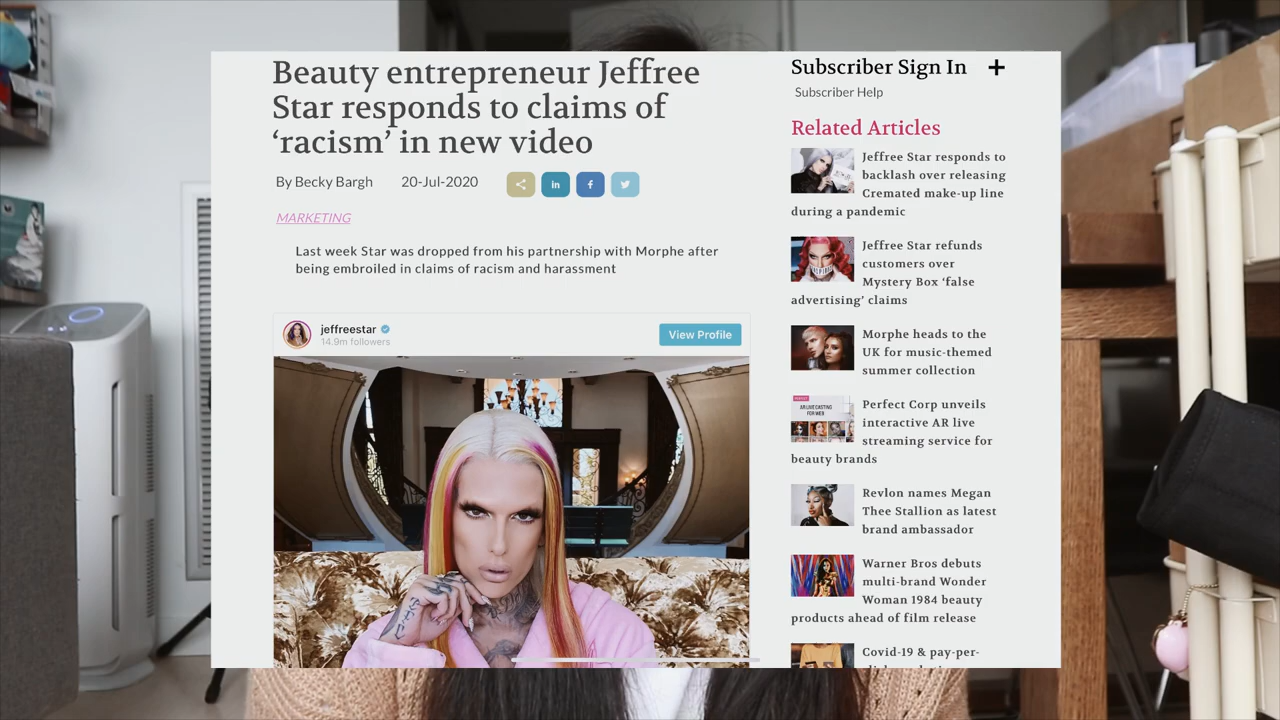 Beauty entrepreneur Jeffree
Star responds to claims of
‘racism’ in new video
By Becky Bargh 20-Jul-2020
in
f
MARKETING
Last week Star was dropped from his partnership with Morphe after
being embroiled in claims of racism and harassment
jeffreestar
14.9m followers
View Profile
Subscriber Sign In +
Subscriber Help
Related Articles
Jeffree Star responds to
backlash over releasing
Cremated make-up line
during a pandemic
Jeffree Star refunds
customers over
Mystery Box ‘false
advertising’ claims
Morphe heads to the
UK for music-themed
summer collection
AR LIVE CASTING
FOR WEB
Perfect Corp unveils
interactive AR live
streaming service for
beauty brands
Revlon names Megan
Thee Stallion as latest
brand ambassador
Warner Bros debuts
multi-brand Wonder
Woman 1984 beauty
products ahead of film release
Covid-19 & pay-per-